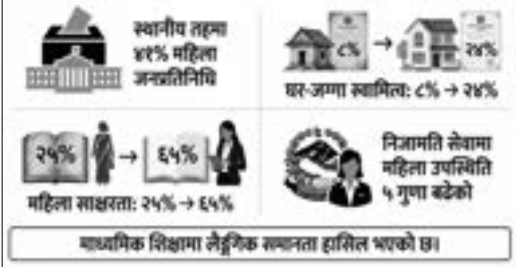 स्थानीय तहमा
४१% महिला
जनप्रतिनिधि
८% → २४%
घर-जग्गा स्वामित्व: ८% → २४%
२५% → ६५%
महिला साक्षरता: २५% → ६५%
निजामति सेवामा
महिला उपस्थिति
५ गुणा बढेको
माध्यमिक शिक्षामा लैङ्गिक समानता हासिल भएको छ।